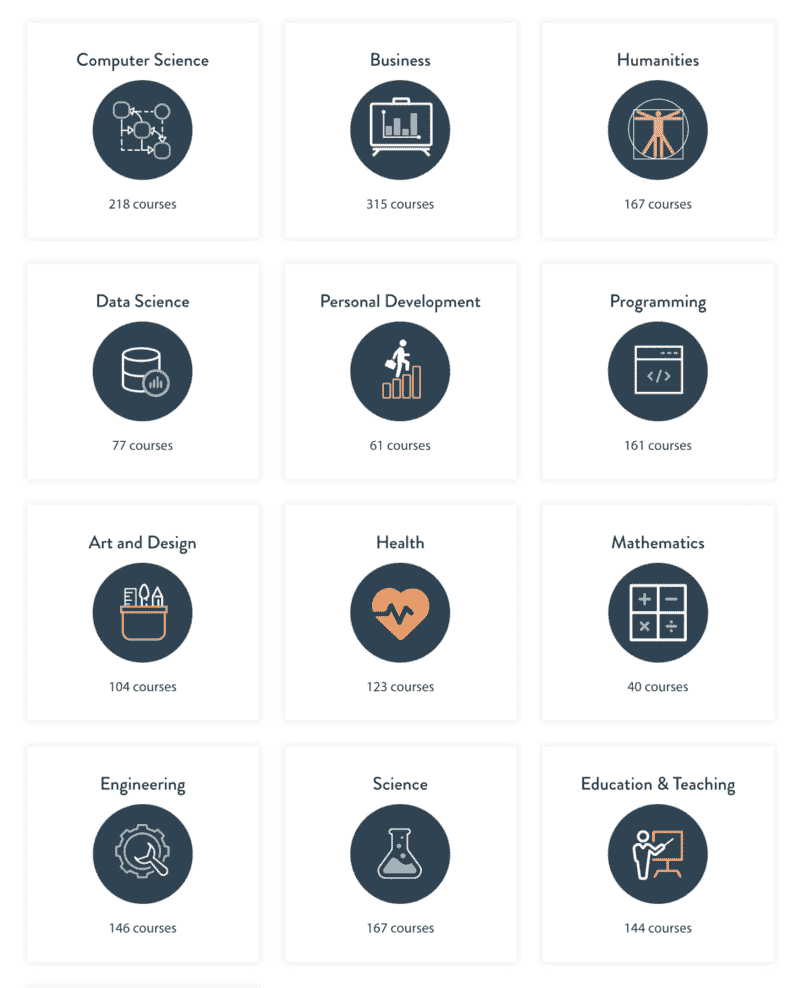 Computer Science
218 courses
Business
315 courses
Humanities
167 courses
Data Science
77 courses
Personal Development
61 courses
Programming
161 courses
Art and Design
104 courses
Health
123 courses
Mathematics
40 courses
Engineering
146 courses
Science
167 courses
Education & Teaching
144 courses